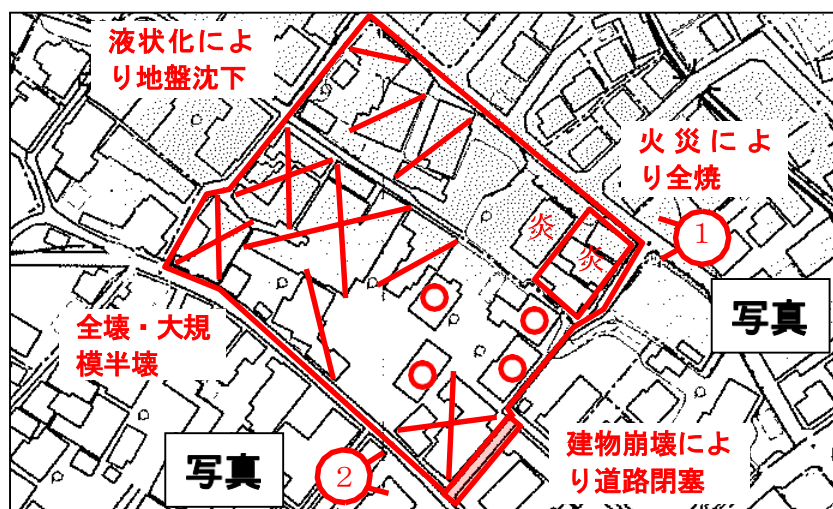 液状化によ
り地盤沈下
火災によ
り全焼
炎
炎
1
写真
全壊・大規
模半壊
写真
2
建物崩壊によ
り道路閉塞